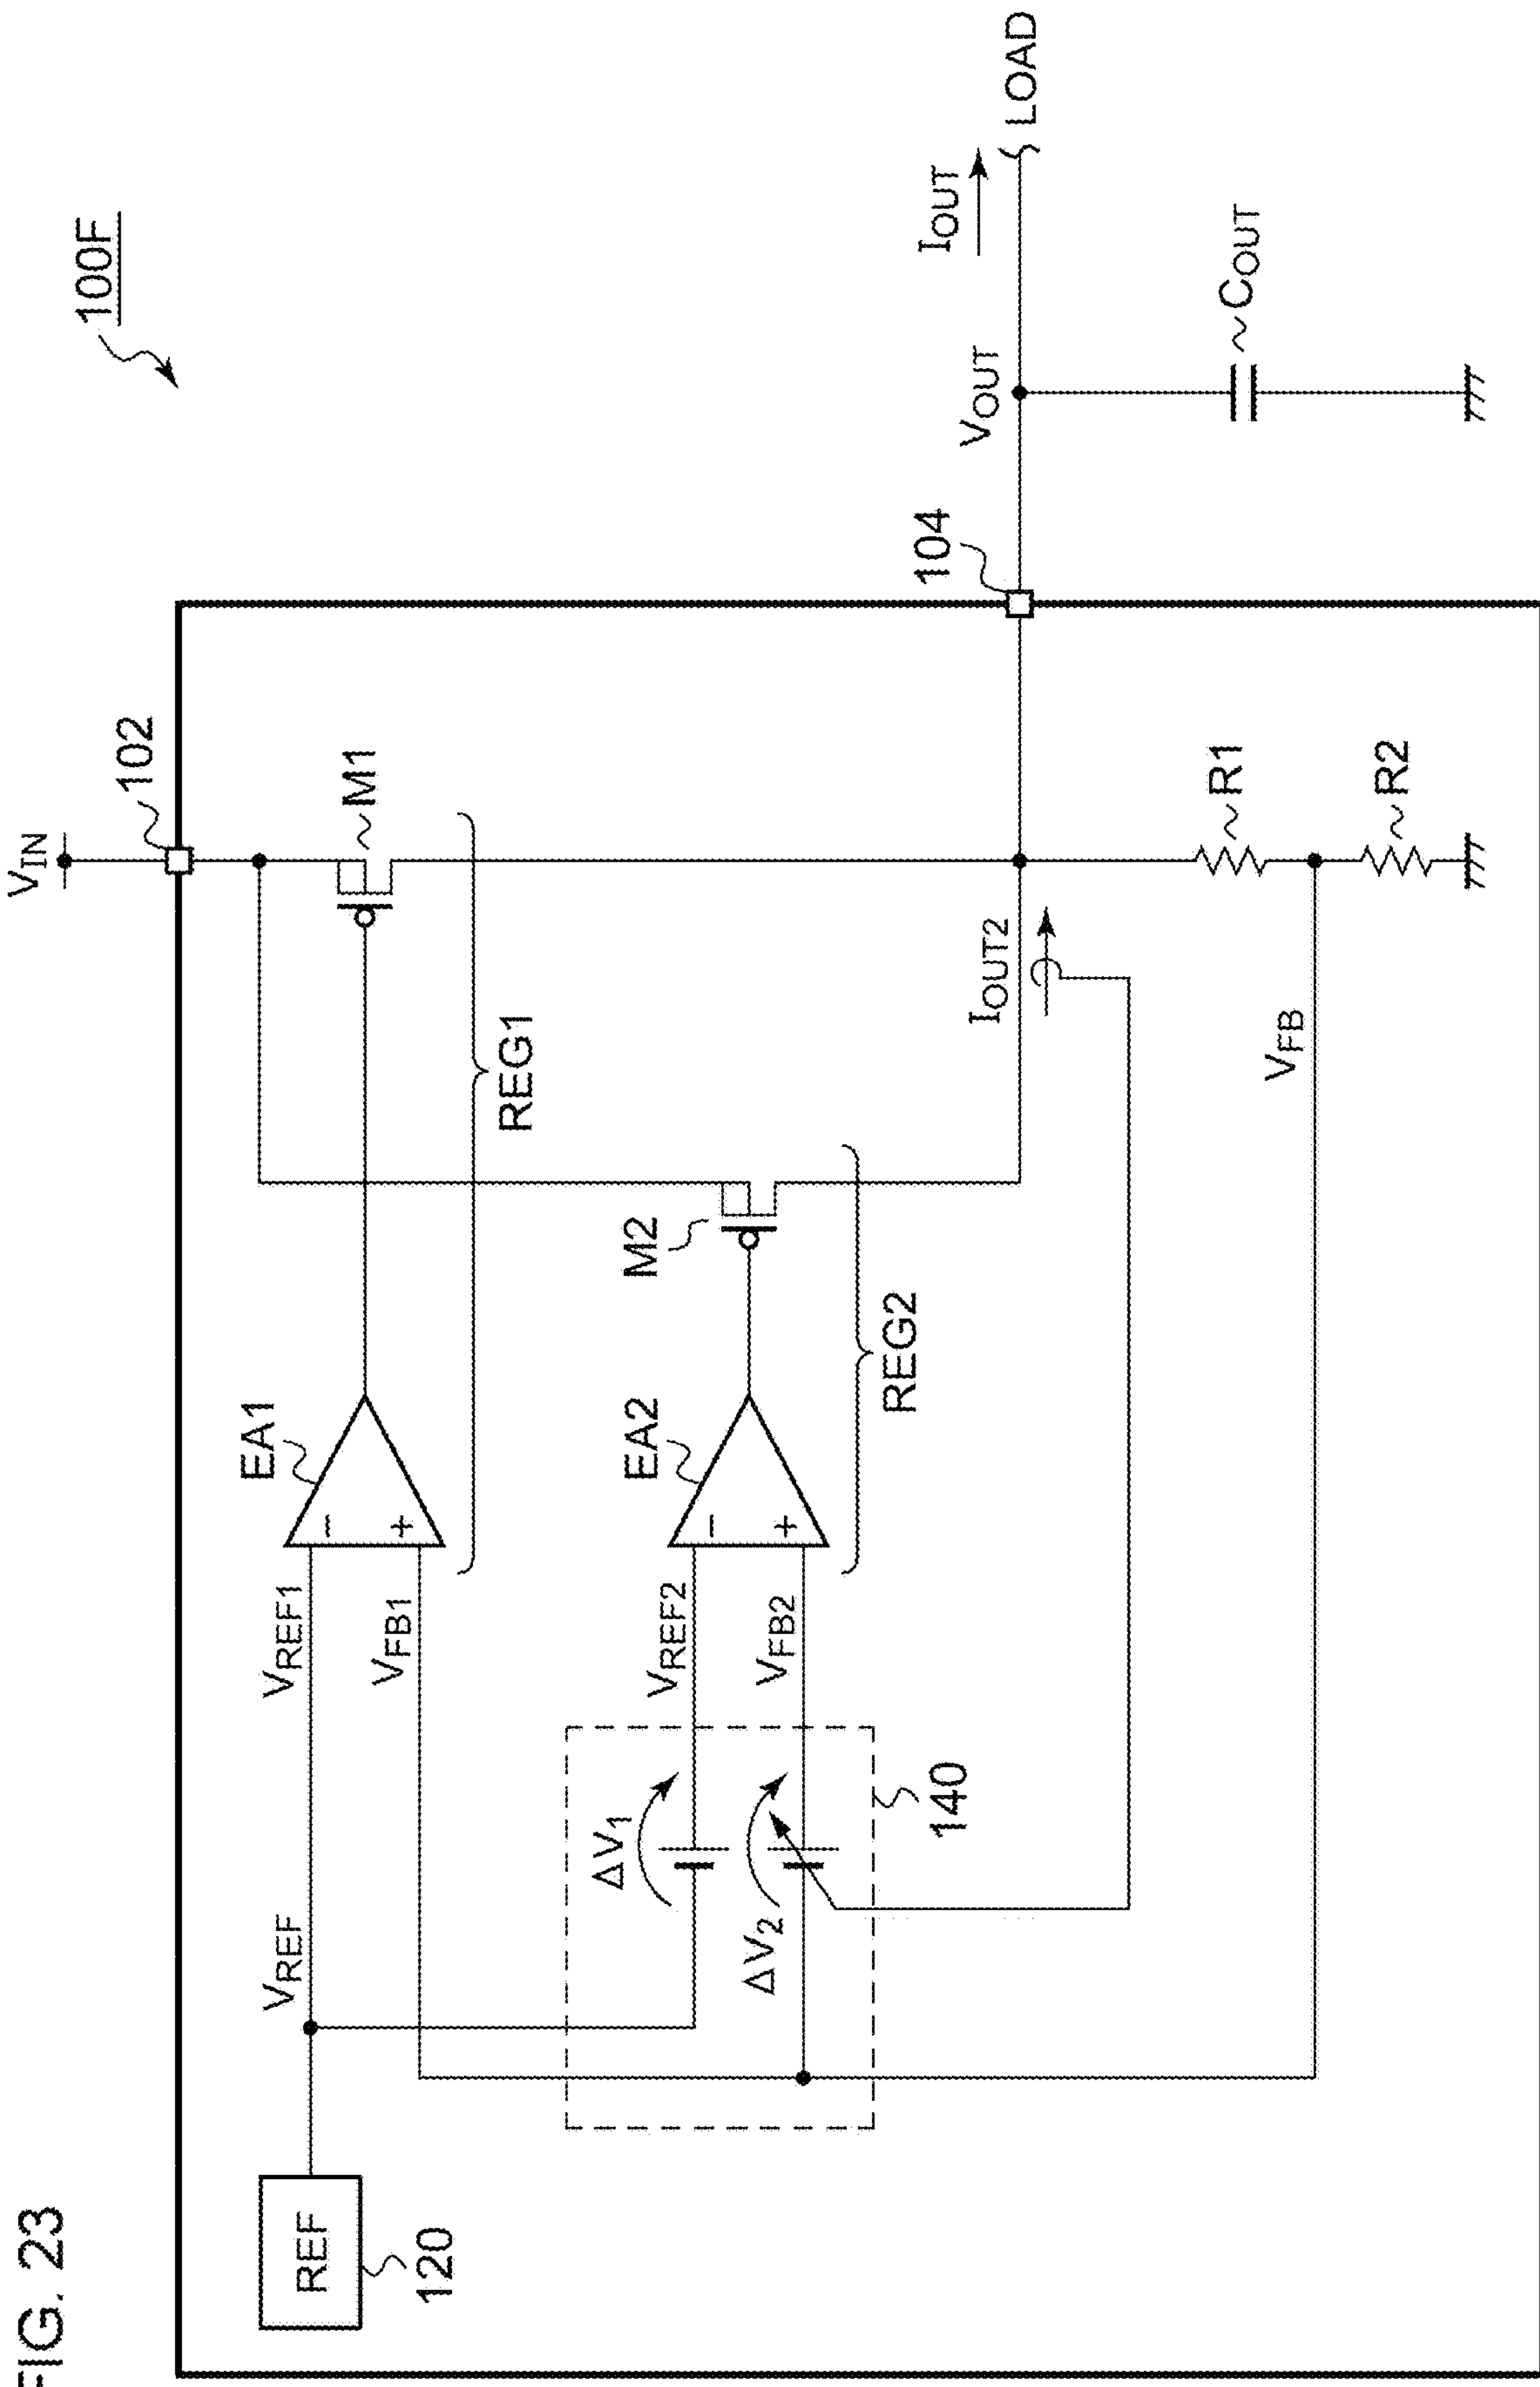 FIG. 23
100F
VIN
102
REF
120
VREF
VREF1
VFB1
EA1
−
+
M1
REG1
ΔV1
ΔV2
140
VREF2
VFB2
EA2
−
+
M2
REG2
IOUT2
104
VOUT
IOUT
LOAD
COUT
R1
VFB
R2